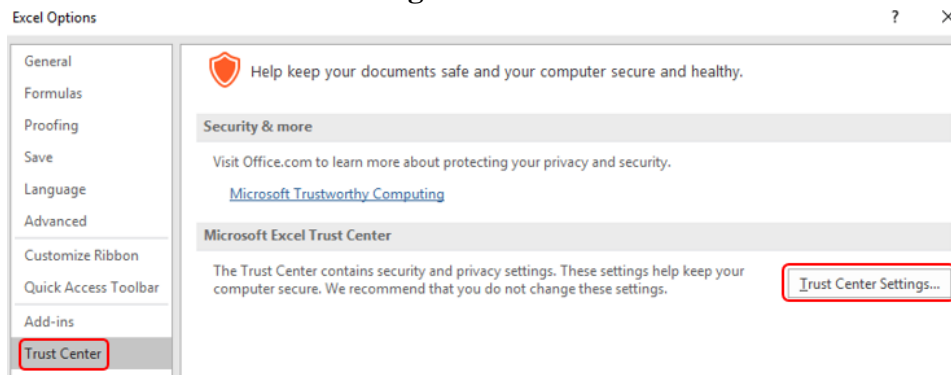 Excel Options
?
General
Formulas
Proofing
Save
Language
Advanced
Customize Ribbon
Quick Access Toolbar
Add-ins
Trust Center
Help keep your documents safe and your computer secure and healthy.
Security & more
Visit Office.com to learn more about protecting your privacy and security.
Microsoft Trustworthy Computing
Microsoft Excel Trust Center
The Trust Center contains security and privacy settings. These settings help keep your
computer secure. We recommend that you do not change these settings.
Trust Center Settings...